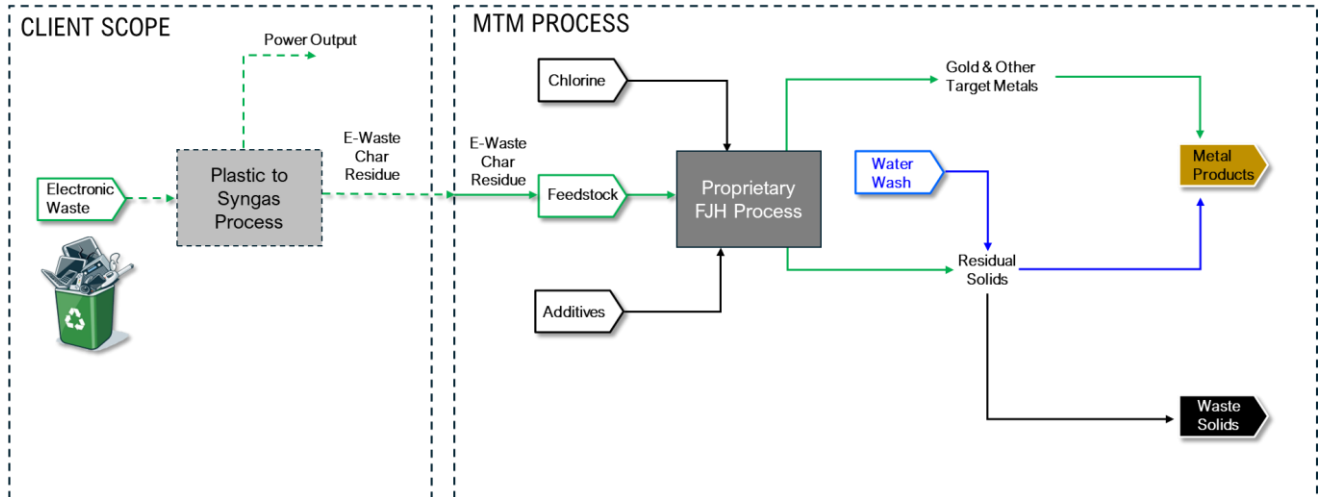 CLIENT SCOPE
Power Output
Electronic
Waste
Plastic to
Syngas
Process
E-Waste
Char
Residue
MTM PROCESS
Chlorine
E-Waste
Char
Residue
Feedstock
Additives
Proprietary
FJH Process
Gold & Other
Target Metals
Water
Wash
Residual
Solids
Metal
Products
Waste
Solids